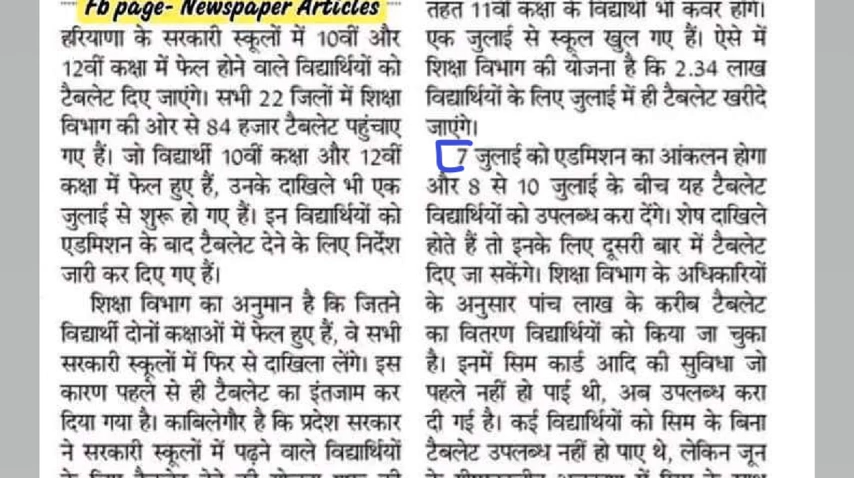 Fb page- Newspaper Articles
हरियाणा के सरकारी स्कूलों में 10वीं और
12वीं कक्षा में फेल होने वाले विद्यार्थियों को
टैबलेट दिए जाएंगे। सभी 22 जिलों में शिक्षा
विभाग की ओर से 84 हजार टैबलेट पहुंचाए
गए हैं। जो विद्यार्थी 10वीं कक्षा और 12वीं
कक्षा में फेल हुए हैं, उनके दाखिले भी एक
जुलाई से शुरू हो गए हैं। इन विद्यार्थियों को
एडमिशन के बाद टैबलेट देने के लिए निर्देश
जारी कर दिए गए हैं।
शिक्षा विभाग का अनुमान है कि जितने
विद्यार्थी दोनों कक्षाओं में फेल हुए हैं, वे सभी
सरकारी स्कूलों में फिर से दाखिला लेंगे। इस
कारण पहले से ही टैबलेट का इंतजाम कर
दिया गया है। काबिलेगौर है कि प्रदेश सरकार
ने सरकारी स्कूलों में पढ़ने वाले विद्यार्थियों
तहत 11वीं कक्षा के विद्यार्थी भी कवर होंगे।
एक जुलाई से स्कूल खुल गए हैं। ऐसे में
शिक्षा विभाग की योजना है कि 2.34 लाख
विद्यार्थियों के लिए जुलाई में ही टैबलेट खरीदे
जाएंगे।
7 जुलाई को एडमिशन का आंकलन होगा
और 8 से 10 जुलाई के बीच यह टैबलेट
विद्यार्थियों को उपलब्ध करा देंगे। शेष दाखिले
होते हैं तो इनके लिए दूसरी बार में टैबलेट
दिए जा सकेंगे। शिक्षा विभाग के अधिकारियों
के अनुसार पांच लाख के करीब टैबलेट
का वितरण विद्यार्थियों को किया जा चुका
है। इनमें सिम कार्ड आदि की सुविधा जो
पहले नहीं हो पाई थी, अब उपलब्ध करा
दी गई है। कई विद्यार्थियों को सिम के बिना
टैबलेट उपलब्ध नहीं हो पाए थे, लेकिन जून